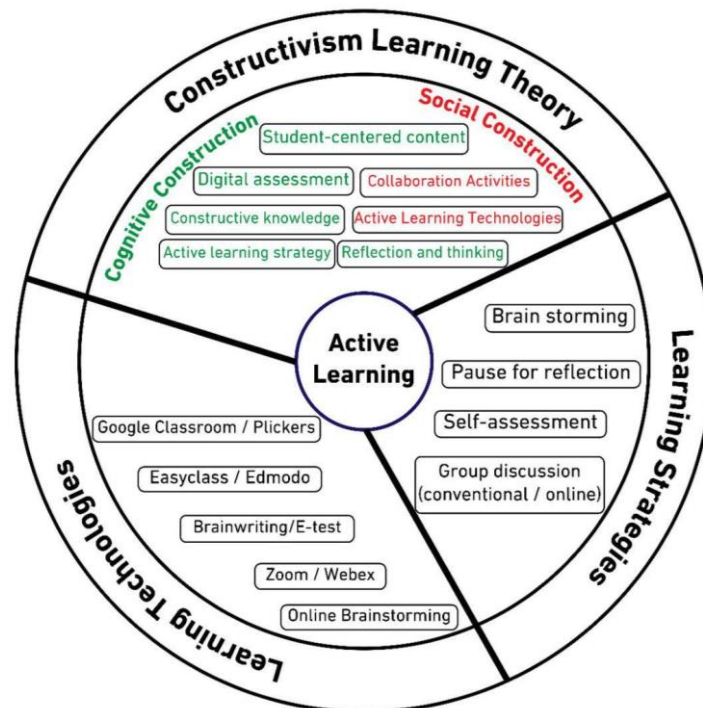 Constructivism Learning Theory
Cognitive Construction
Social Construction
Student-centered content
Digital assessment
Collaboration Activities
Constructive knowledge
Active Learning Technologies
Active learning strategy
Reflection and thinking
Active
Learning
Learning Strategies
Brain storming
Pause for reflection
Self-assessment
Group discussion
(conventional / online)
Learning Technologies
Google Classroom / Plickers
Easyclass / Edmodo
Brainwriting/E-test
Zoom / Webex
Online Brainstorming